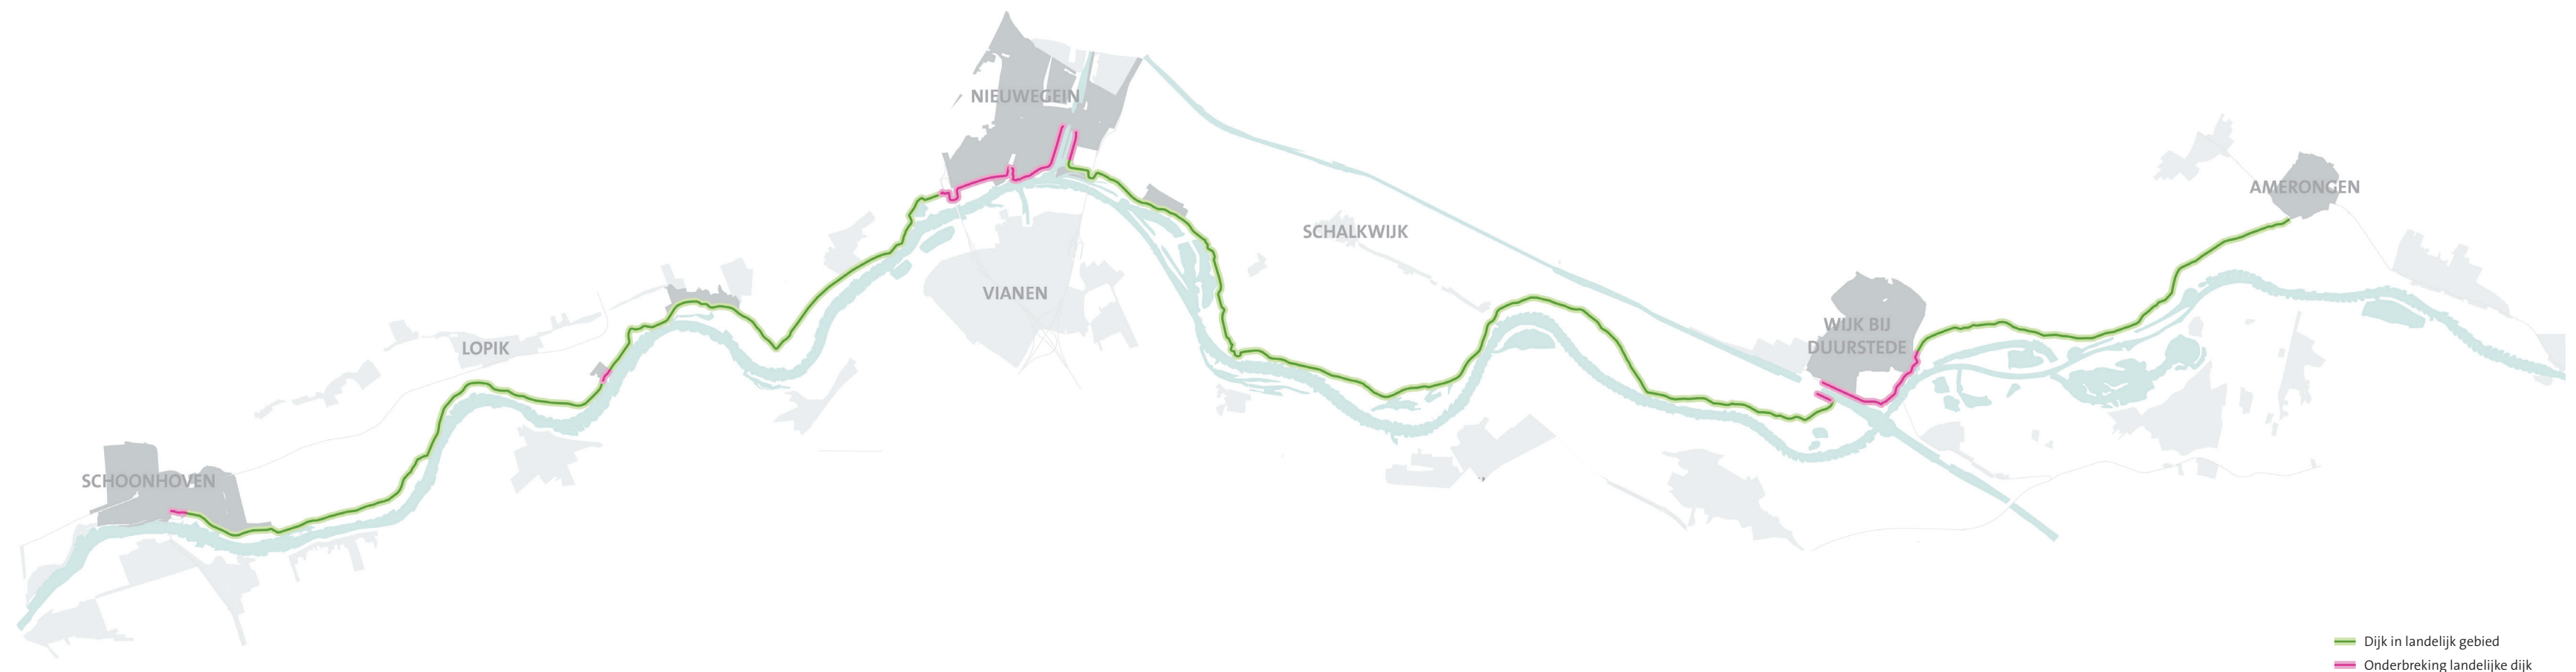 NIEUWEGEIN
AMERONGEN
SCHALKWIJK
VIANEN
WIJK BIJ
DUURSTEDE
LOPIK
SCHOONHOVEN
Dijk in landelijk gebied
Onderbreking landelijke dijk